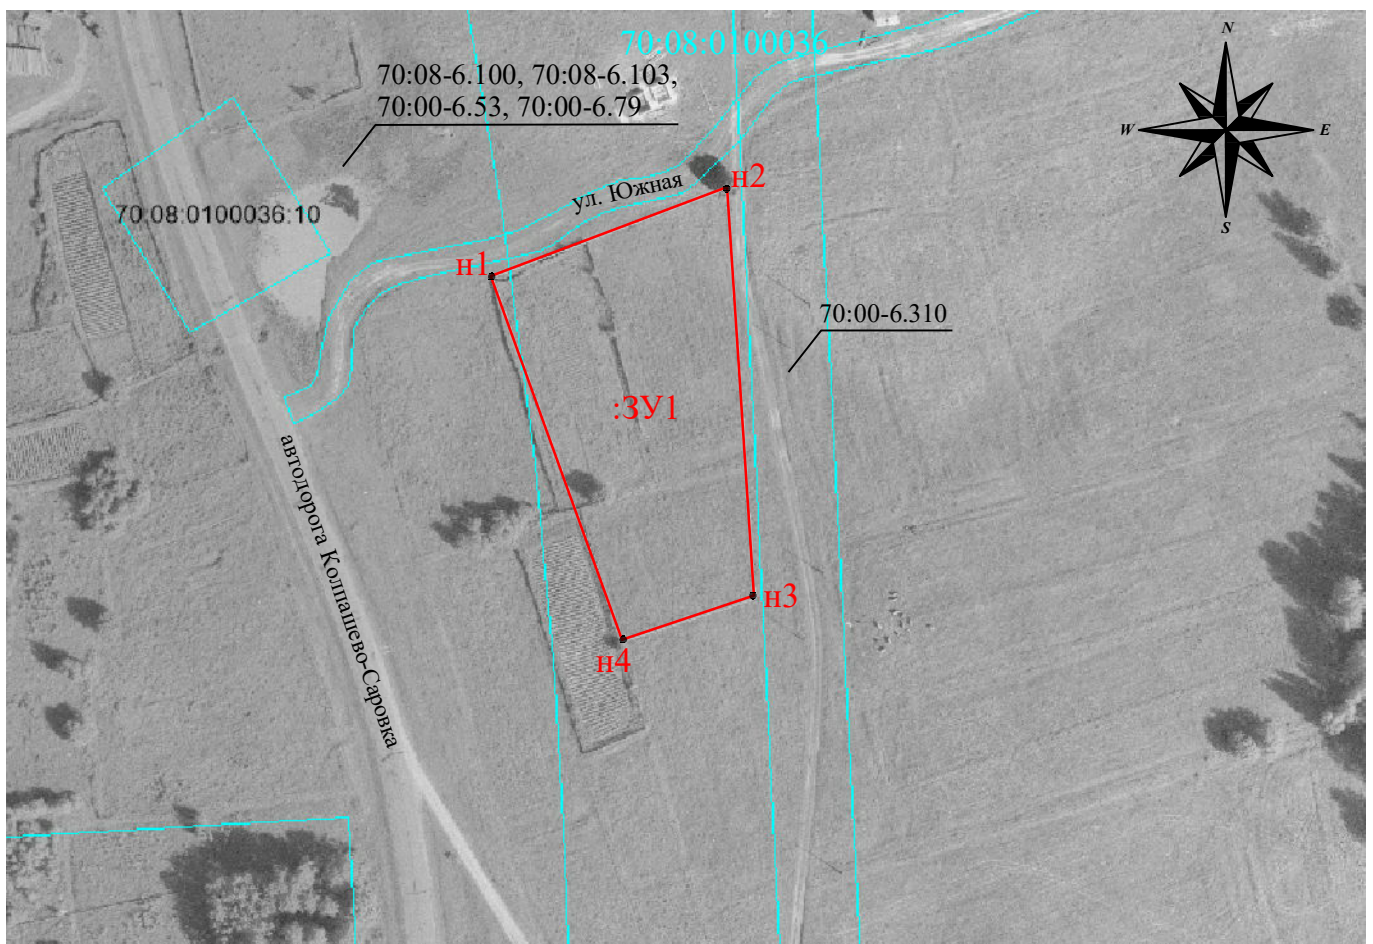 70:08:0100036
N
70:08-6.100, 70:08-6.103,
70:00-6.53, 70:00-6.79
W
E
S
н2
ул. Южная
70:08:0100036:10
н1
70:00-6.310
:ЗУ1
автодорога Колпашево-Саровка
н3
н4